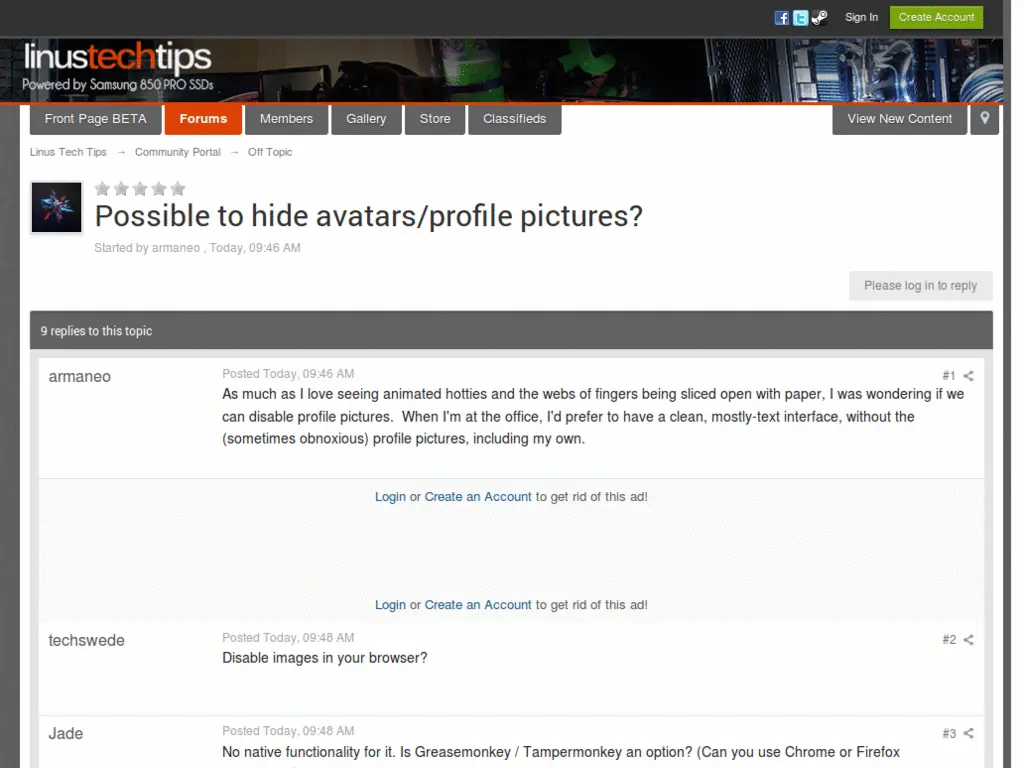 Sign In
Create Account
linustechtips
Powered by Samsung 850 PRO SSDs
Front Page BETA
Forums
Members
Gallery
Store
Classifieds
View New Content
Linus Tech Tips → Community Portal → Off Topic
Possible to hide avatars/profile pictures?
Started by armaneo , Today, 09:46 AM
Please log in to reply
9 replies to this topic
armaneo
Posted Today, 09:46 AM
#1
As much as I love seeing animated hotties and the webs of fingers being sliced open with paper, I was wondering if we
can disable profile pictures.  When I'm at the office, I'd prefer to have a clean, mostly-text interface, without the
(sometimes obnoxious) profile pictures, including my own.
Login or Create an Account to get rid of this ad!
Login or Create an Account to get rid of this ad!
techswede
Posted Today, 09:48 AM
#2
Disable images in your browser?
Jade
Posted Today, 09:48 AM
#3
No native functionality for it. Is Greasemonkey / Tampermonkey an option? (Can you use Chrome or Firefox